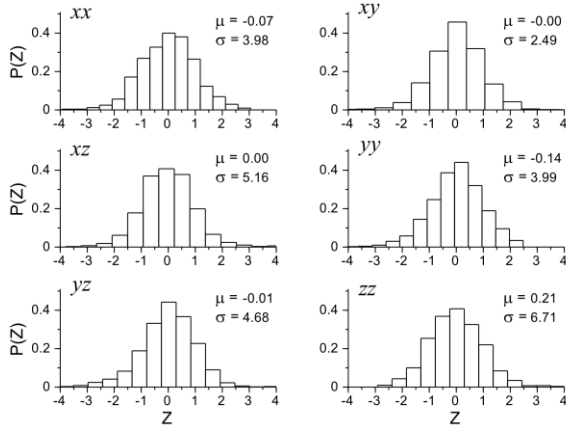 xx
μ = -0.07
σ = 3.98
P(Z)
0.4
0.2
0
-4 -3 -2 -1 0 1 2 3 4
xy
μ = -0.00
σ = 2.49
0.4
0.2
0
-4 -3 -2 -1 0 1 2 3 4
xz
μ = 0.00
σ = 5.16
P(Z)
0.4
0.2
0
-4 -3 -2 -1 0 1 2 3 4
yy
μ = -0.14
σ = 3.99
0.4
0.2
0
-4 -3 -2 -1 0 1 2 3 4
yz
μ = -0.01
σ = 4.68
P(Z)
0.4
0.2
0
-4 -3 -2 -1 0 1 2 3 4
Z
zz
μ = 0.21
σ = 6.71
0.4
0.2
0
-4 -3 -2 -1 0 1 2 3 4
Z